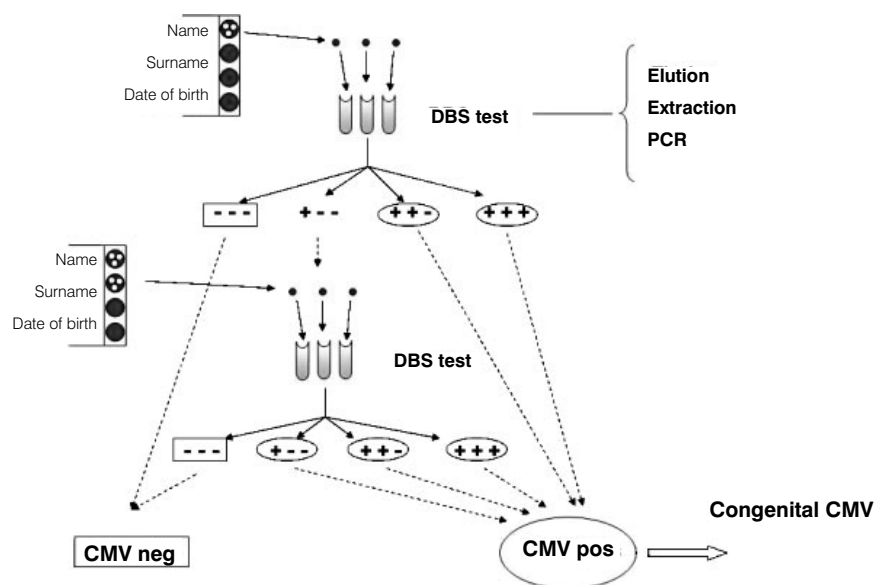 Name
Surname
Date of birth
DBS test
Elution
Extraction
PCR
- - -
+ - -
+ + -
+ + +
Name
Surname
Date of birth
DBS test
- - -
+ - -
+ + -
+ + +
CMV neg
CMV pos
Congenital CMV